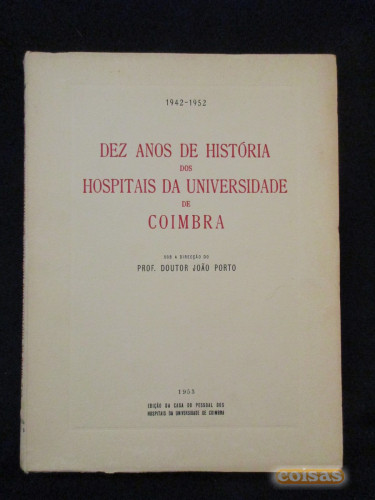 1942-1952
DEZ ANOS DE HISTÓRIA
DOS
HOSPITAIS DA UNIVERSIDADE
DE
COIMBRA
SOB A DIRECÇÃO DO
PROF. DOUTOR JOÃO PORTO
1953
EDIÇÃO DA CASA DO PESSOAL DOS
HOSPITAIS DA UNIVERSIDADE DE COIMBRA
coisas